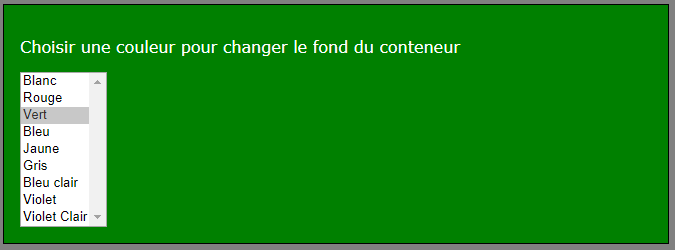 Choisir une couleur pour changer le fond du conteneur
Blanc
Rouge
Vert
Bleu
Jaune
Gris
Bleu clair
Violet
Violet Clair